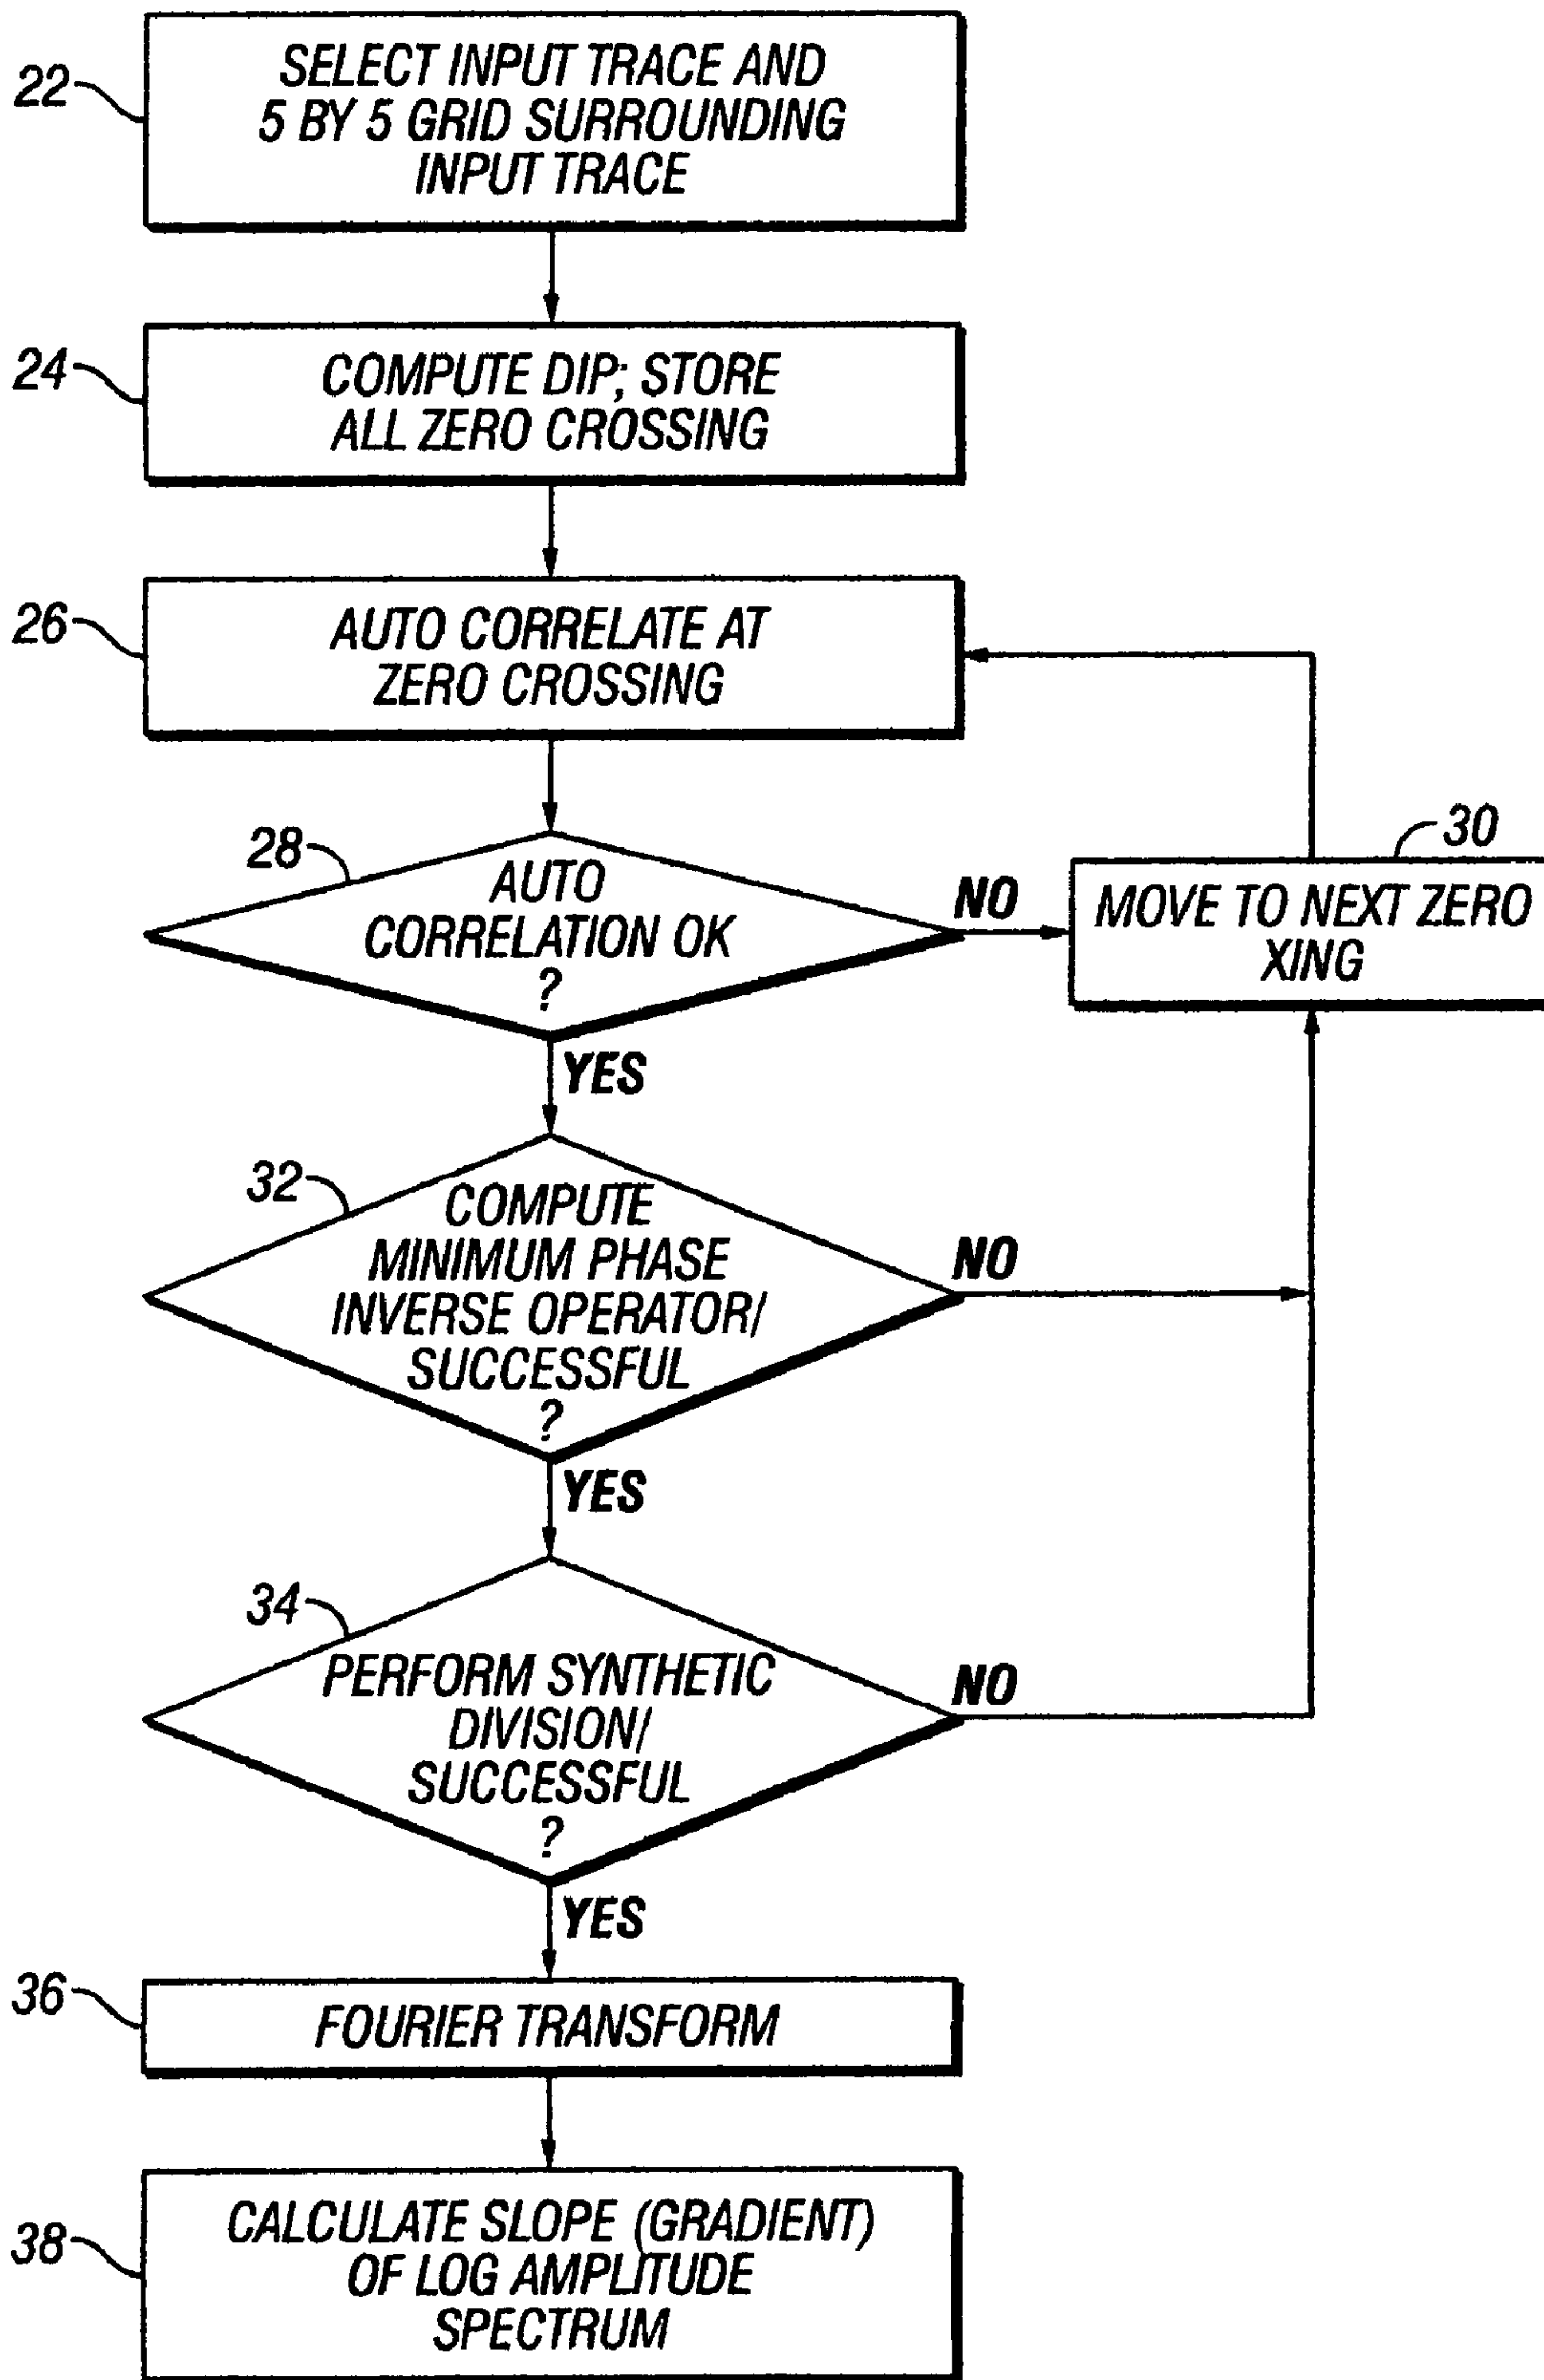 22
SELECT INPUT TRACE AND
5 BY 5 GRID SURROUNDING
INPUT TRACE
24
COMPUTE DIP; STORE
ALL ZERO CROSSING
26
AUTO CORRELATE AT
ZERO CROSSING
28
AUTO
CORRELATION OK
?
NO
30
MOVE TO NEXT ZERO
XING
YES
32
COMPUTE
MINIMUM PHASE
INVERSE OPERATOR/
SUCCESSFUL
?
NO
YES
34
PERFORM SYNTHETIC
DIVISION/
SUCCESSFUL
?
NO
YES
36
FOURIER TRANSFORM
38
CALCULATE SLOPE (GRADIENT)
OF LOG AMPLITUDE
SPECTRUM